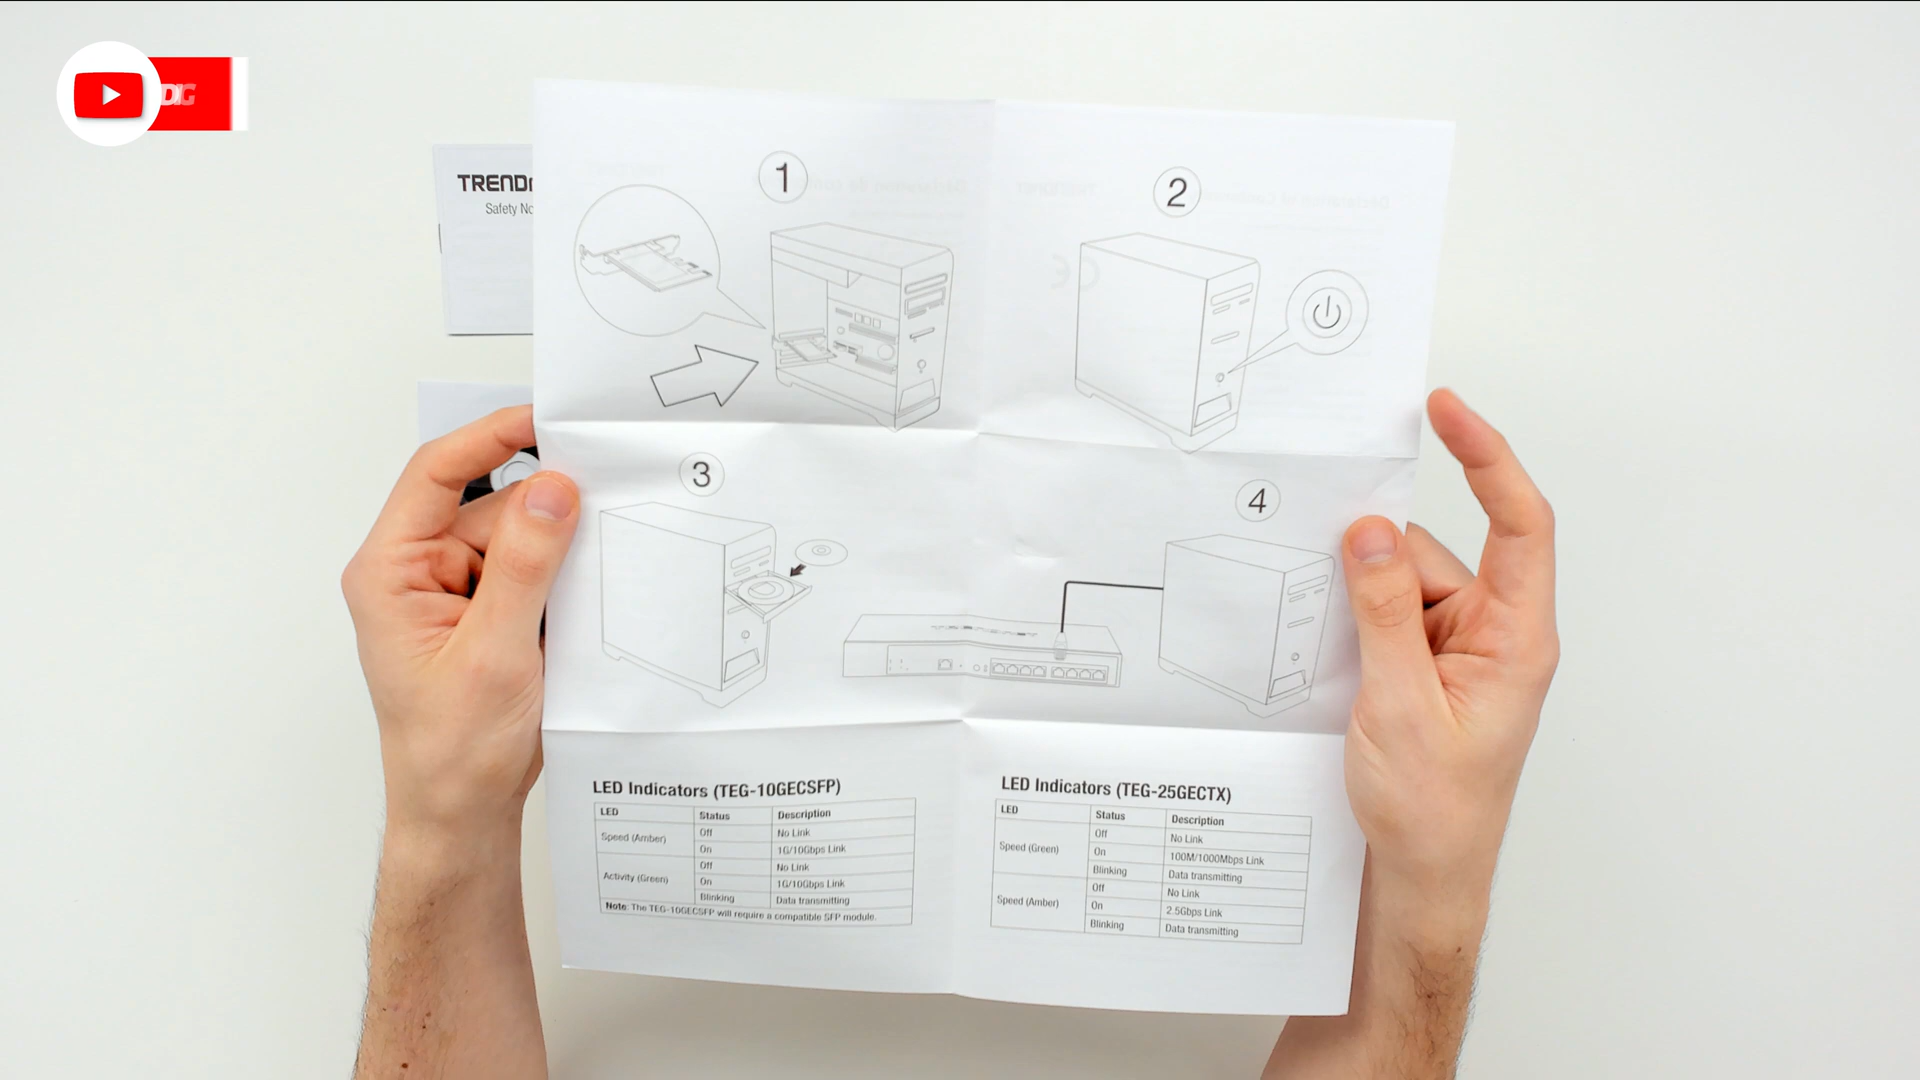 DIG
TREND
Safety No
1
2
3
4
TRENDNET
LED Indicators (TEG-10GECSFP)
LED Status Description
Speed (Amber) Off No Link
On 1G/10Gbps Link
Activity (Green) Off No Link
On 1G/10Gbps Link
Blinking Data transmitting
Note: The TEG-10GECSFP will require a compatible SFP module.
LED Indicators (TEG-25GECTX)
LED Status Description
Speed (Green) Off No Link
On 100M/1000Mbps Link
Blinking Data transmitting
Speed (Amber) Off No Link
On 2.5Gbps Link
Blinking Data transmitting